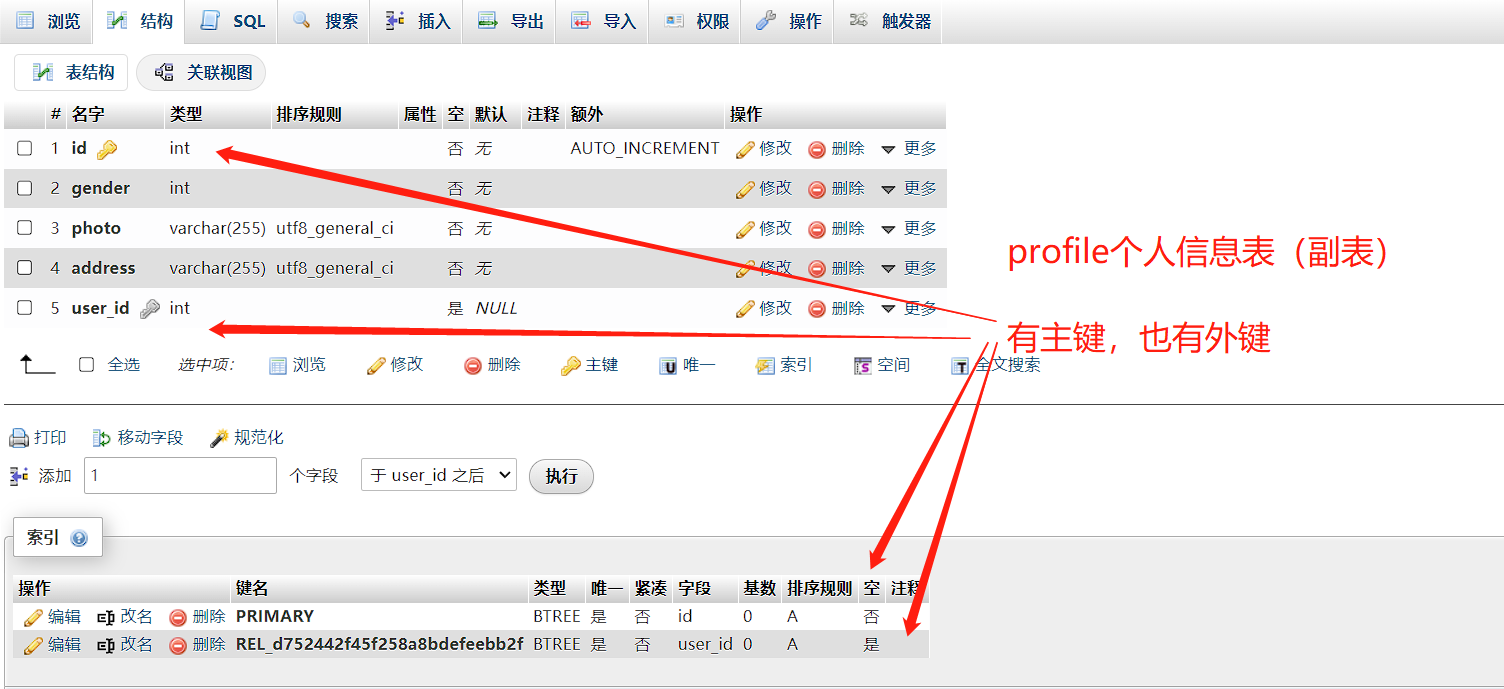 浏览 结构 SQL 搜索 插入 导出 导入 权限 操作 触发器
表结构 关联视图
# 名字 类型 排序规则 属性 空 默认 注释 额外 操作
1 id int 否 无 AUTO_INCREMENT 修改 删除 更多
2 gender int 否 无 修改 删除 更多
3 photo varchar(255) utf8_general_ci 否 无 修改 删除 更多
4 address varchar(255) utf8_general_ci 否 无 修改 删除 更多
5 user_id int 是 NULL 修改 删除 更多
profile个人信息表（副表）
有主键，也有外键
全选 选中项: 浏览 修改 删除 主键 唯一 索引 空间 全文搜索
打印 移动字段 规范化
添加 1 个字段 于 user_id 之后 执行
索引
操作 键名 类型 唯一 紧凑 字段 基数 排序规则 空 注释
编辑 改名 删除 PRIMARY BTREE 是 否 id 0 A 否
编辑 改名 删除 REL_d752442f45f258a8bdefeebb2f BTREE 是 否 user_id 0 A 是